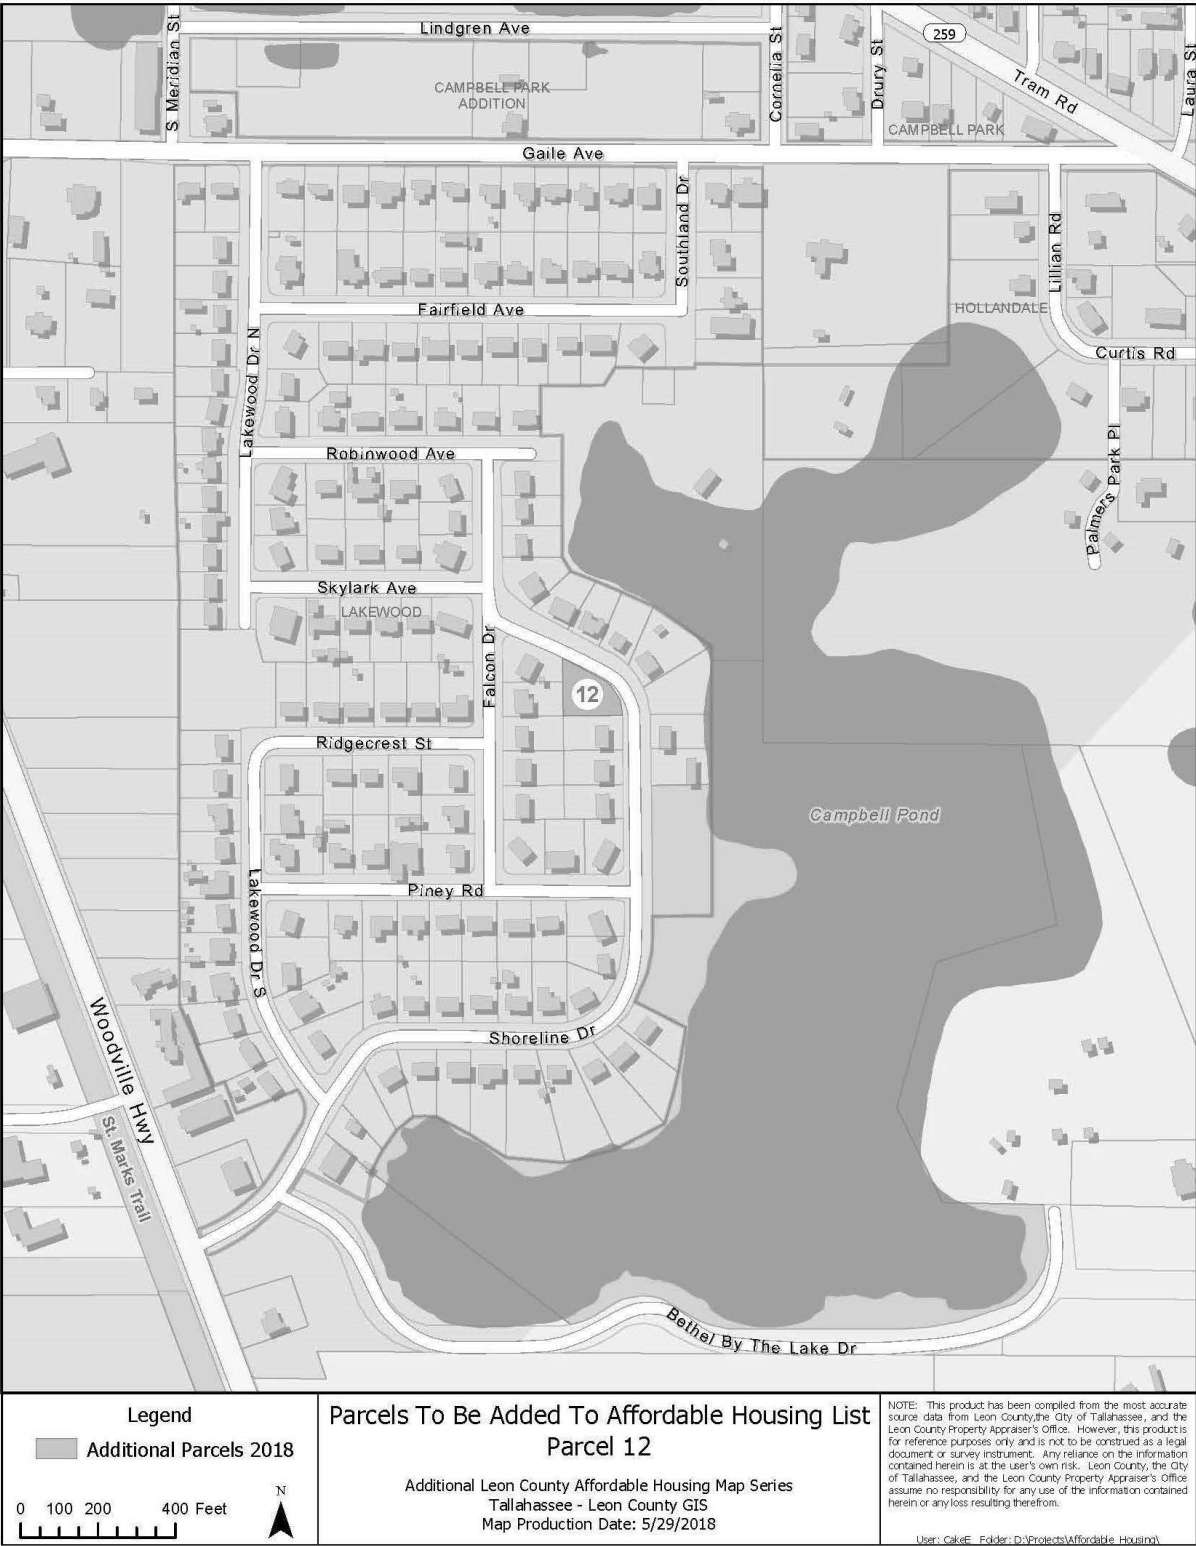 Lindgren Ave
S Meridian St
Cornelia St
Drury St
259
Tram Rd
Laura St
CAMPBELL PARK
ADDITION
CAMPBELL PARK
Gaile Ave
Southland Dr
Lillian Rd
HOLLANDALE
Fairfield Ave
Lakewood Dr N
Curtis Rd
Robinwood Ave
Palmers Park Pl
Skylark Ave
LAKEWOOD
Falcon Dr
12
Ridgecrest St
Campbell Pond
Piney Rd
Lakewood Dr S
Shoreline Dr
Woodville Hwy
St. Marks Trail
Bethel By The Lake Dr
Legend
Additional Parcels 2018
0 100 200 400 Feet
N
Parcels To Be Added To Affordable Housing List
Parcel 12
Additional Leon County Affordable Housing Map Series
Tallahassee - Leon County GIS
Map Production Date: 5/29/2018
NOTE: This product has been compiled from the most accurate
source data from Leon County,the City of Tallahassee, and the
Leon County Property Appraiser's Office. However, this product is
for reference purposes only and is not to be construed as a legal
document or survey instrument. Any reliance on the information
contained herein is at the user's own risk. Leon County, the City
of Tallahassee, and the Leon County Property Appraiser's Office
assume no responsibility for any use of the information contained
herein or any loss resulting therefrom.
User: CakeE Folder: D:\Projects\Affordable_Housing\